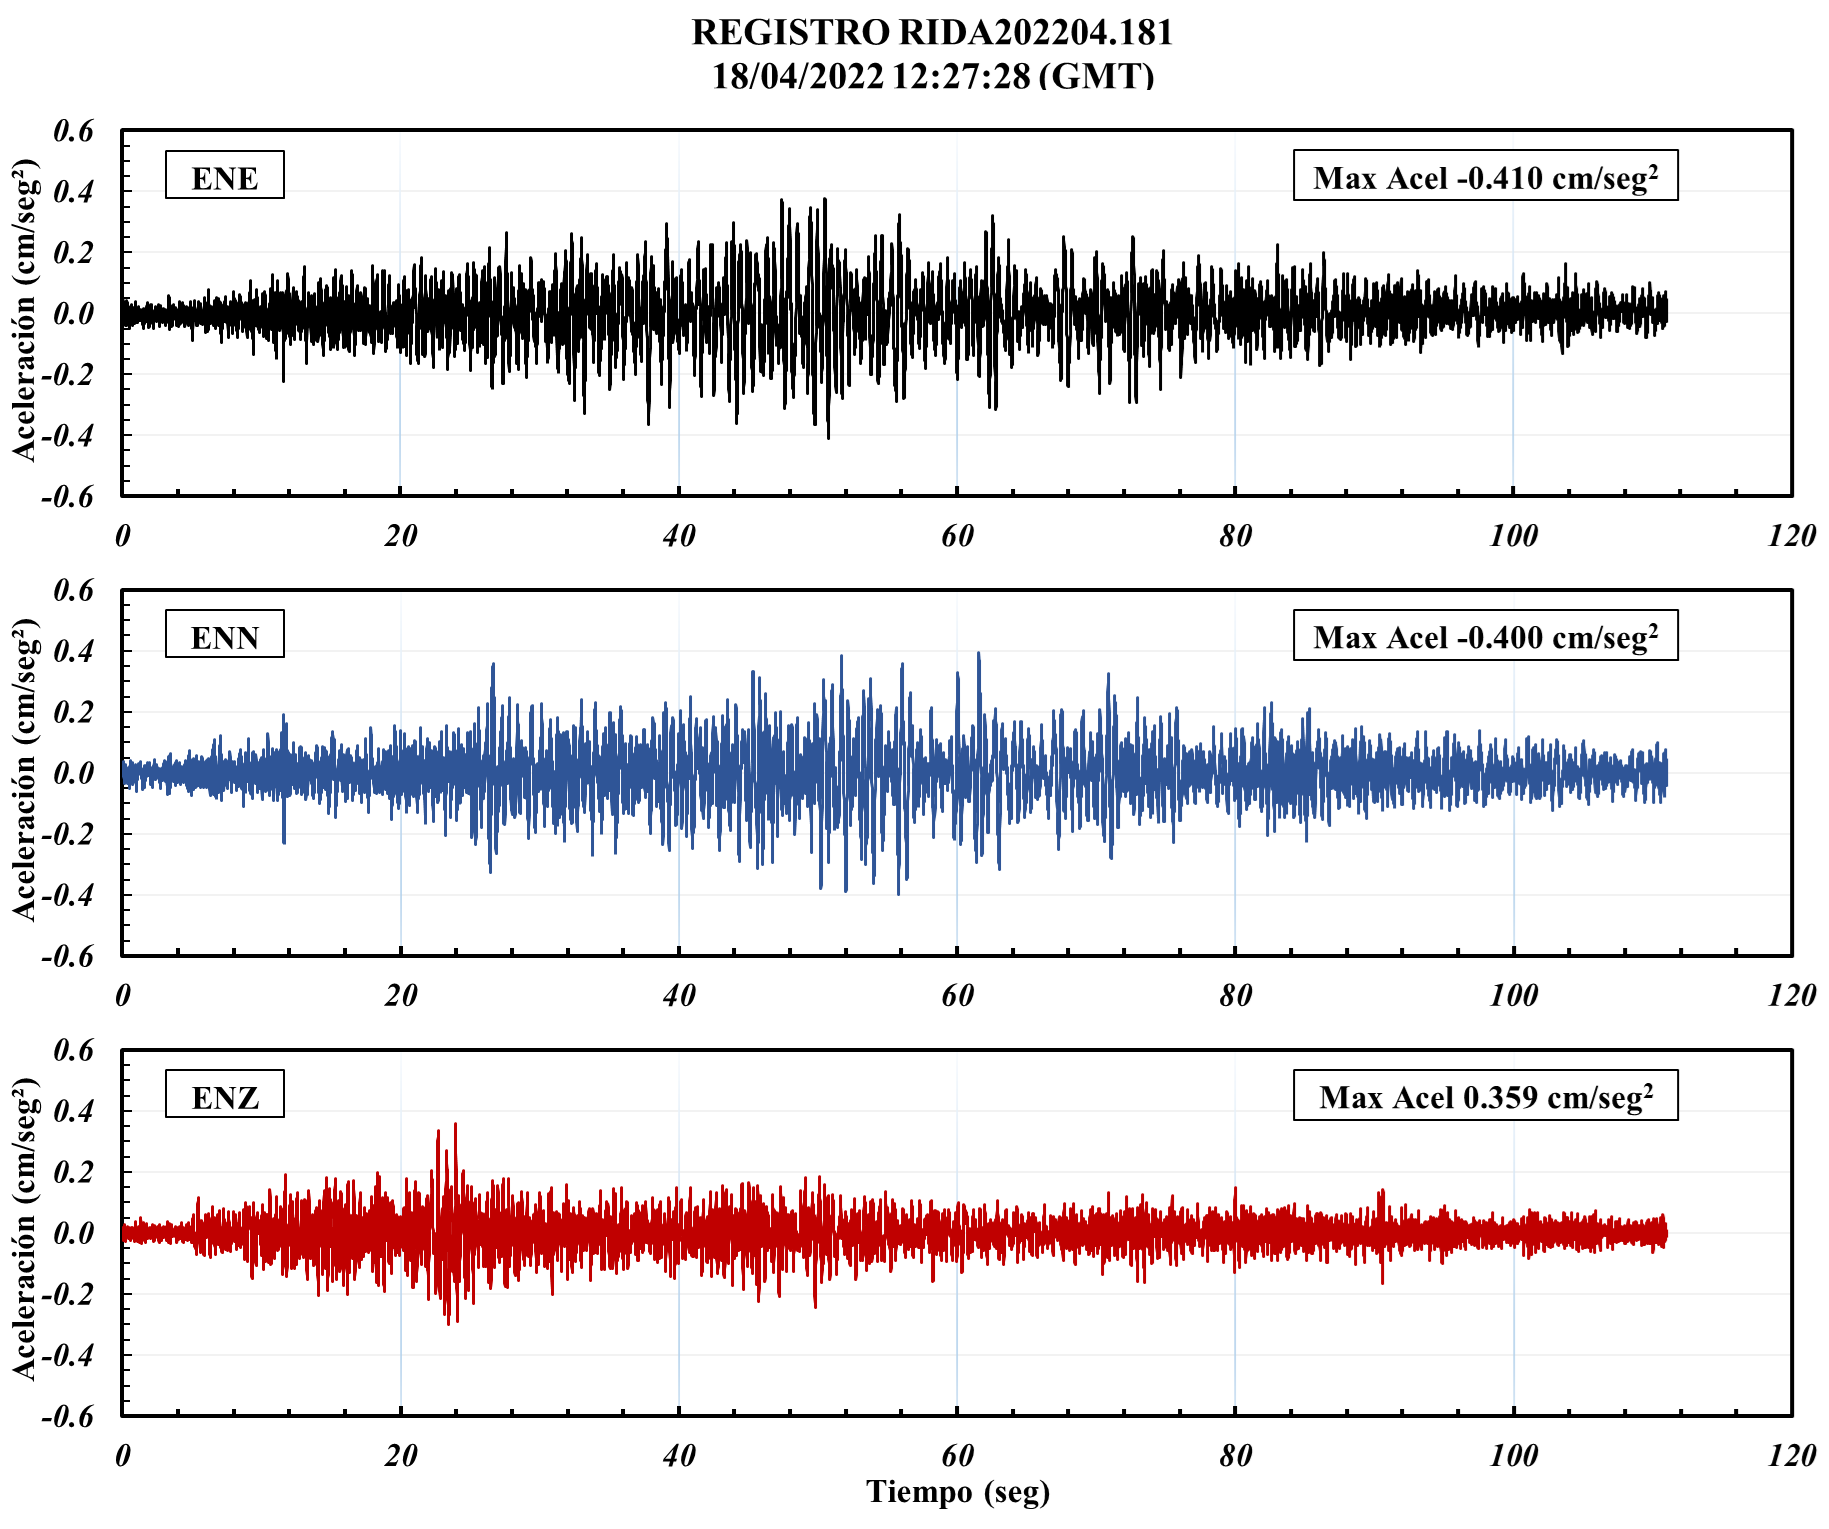 REGISTRO RIDA202204.181
18/04/2022 12:27:28 (GMT)
Aceleración (cm/seg²)
0.6
0.4
0.2
0.0
-0.2
-0.4
-0.6
ENE
Max Acel -0.410 cm/seg²
0 20 40 60 80 100 120
Aceleración (cm/seg²)
0.6
0.4
0.2
0.0
-0.2
-0.4
-0.6
ENN
Max Acel -0.400 cm/seg²
0 20 40 60 80 100 120
Aceleración (cm/seg²)
0.6
0.4
0.2
0.0
-0.2
-0.4
-0.6
ENZ
Max Acel 0.359 cm/seg²
0 20 40 60 80 100 120
Tiempo (seg)